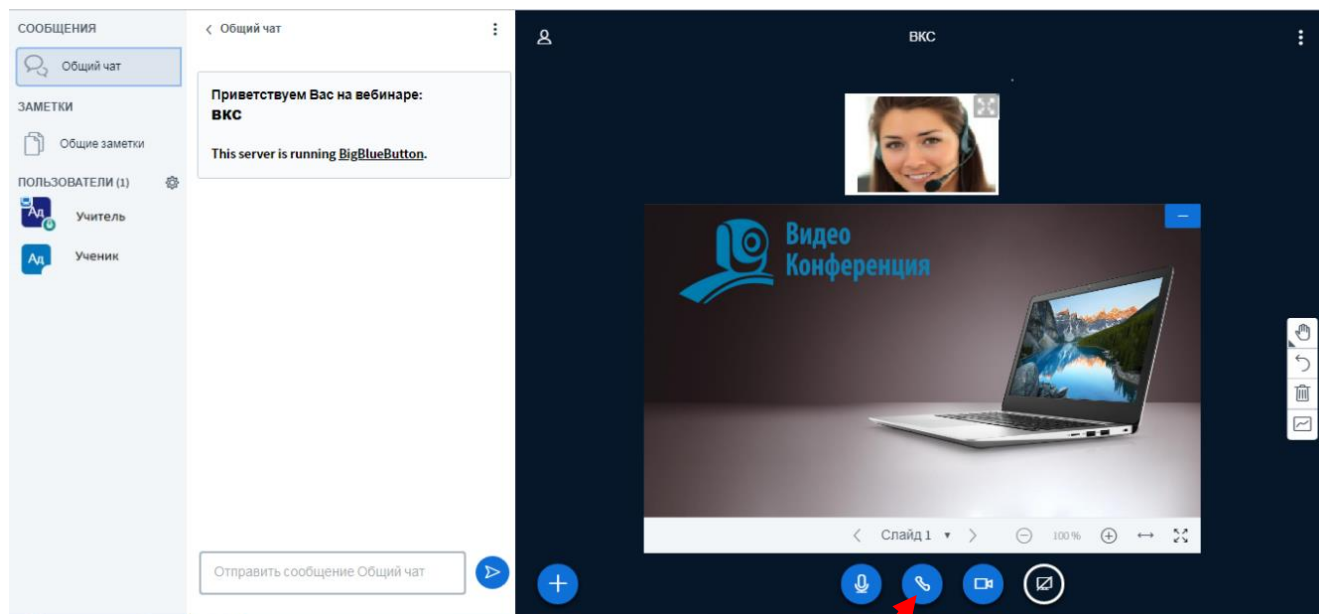 СООБЩЕНИЯ
Общий чат
ЗАМЕТКИ
Общие заметки
ПОЛЬЗОВАТЕЛИ (1)
Ад
Учитель
Ад
Ученик
Общий чат
Приветствуем Вас на вебинаре:
ВКС
This server is running BigBlueButton.
Отправить сообщение Общий чат
ВКС
Видео
Конференция
Слайд 1
100 %